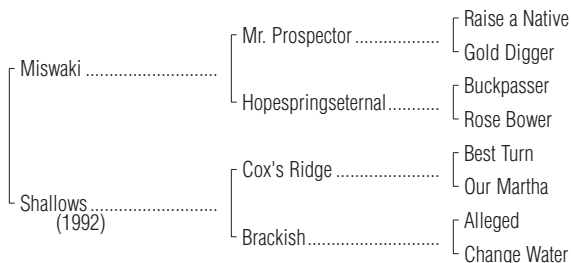 Raise a Native
Mr. Prospector ..................
Gold Digger
Miswaki ............................
Buckpasser
Hopespringseternal...........
Rose Bower
Best Turn
Cox's Ridge ......................
Our Martha
Shallows ...........................
(1992)
Alleged
Brackish............................
Change Water